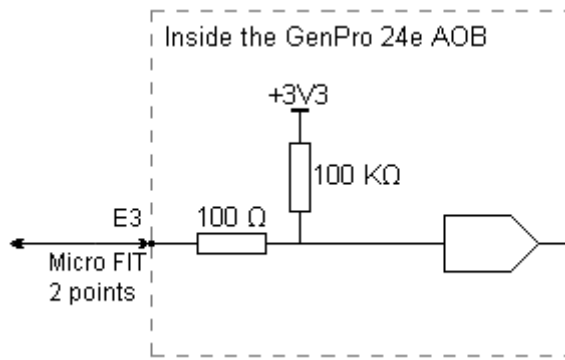 Inside the GenPro 24e AOB
+3V3
100 KΩ
E3
100 Ω
Micro FIT
2 points